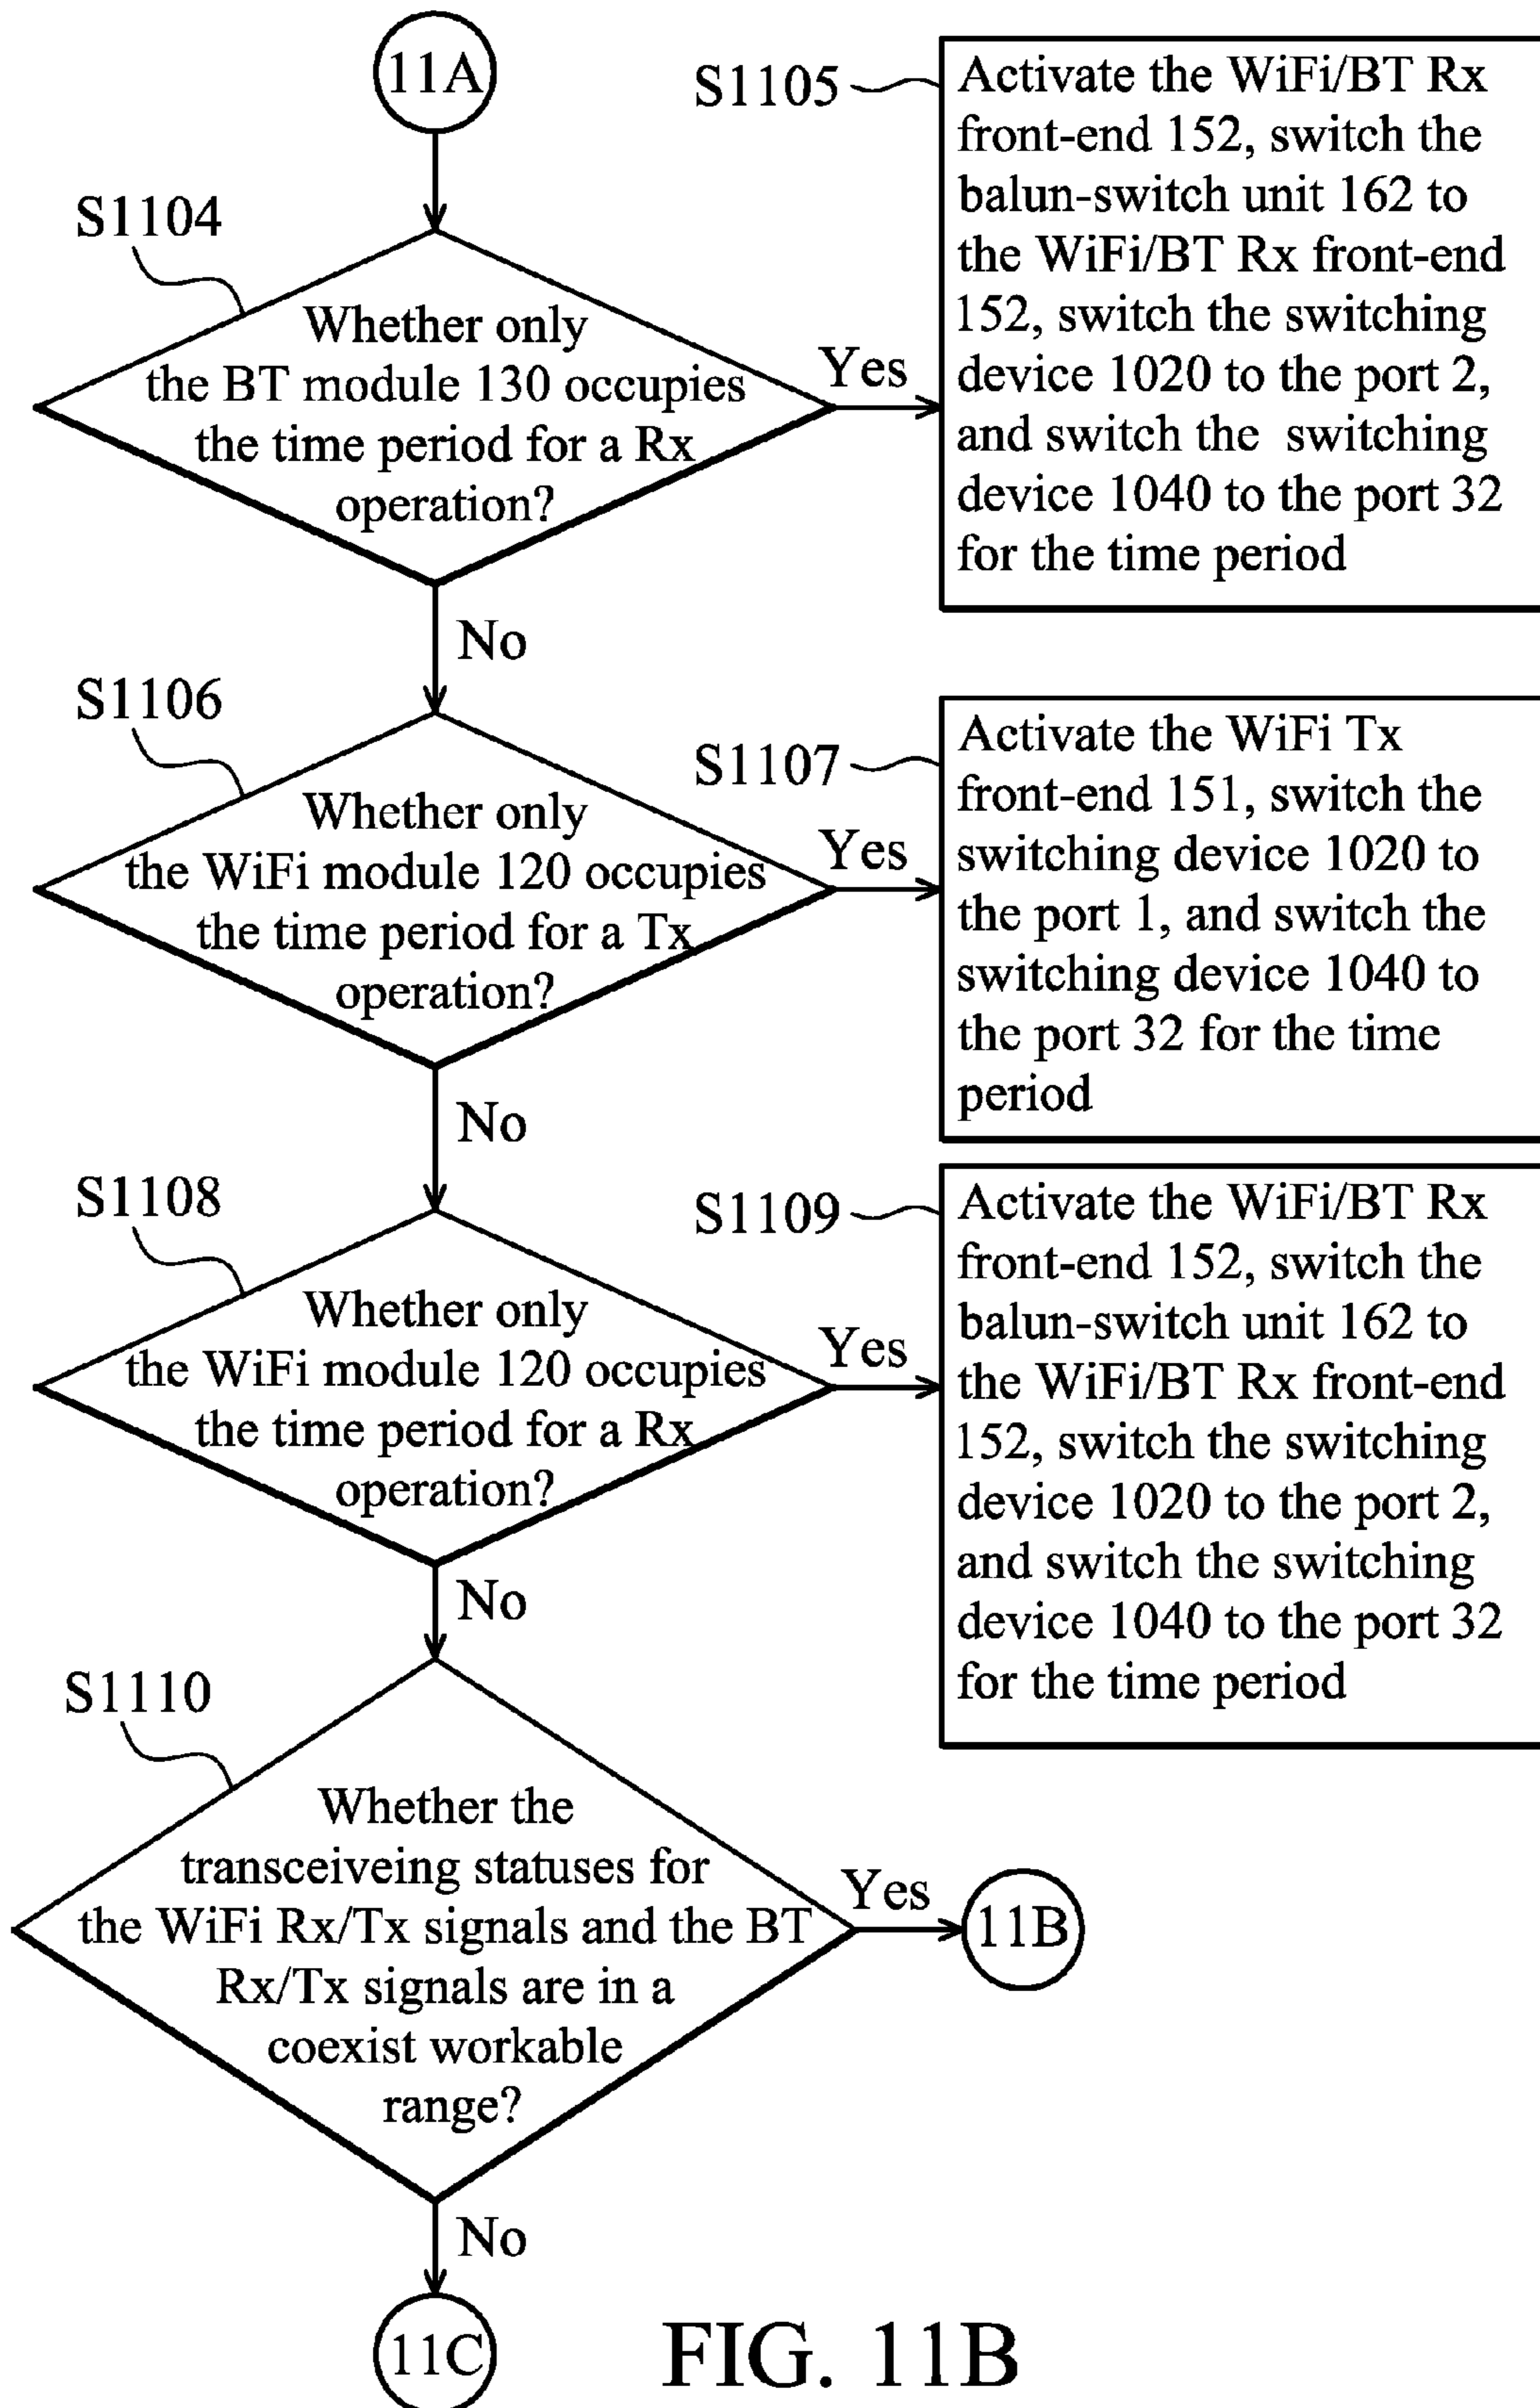 11A
S1104
Whether only
the BT module 130 occupies
the time period for a Rx
operation?
Yes
S1105
Activate the WiFi/BT Rx
front-end 152, switch the
balun-switch unit 162 to
the WiFi/BT Rx front-end
152, switch the switching
device 1020 to the port 2,
and switch the switching
device 1040 to the port 32
for the time period
No
S1106
Whether only
the WiFi module 120 occupies
the time period for a Tx
operation?
Yes
S1107
Activate the WiFi Tx
front-end 151, switch the
switching device 1020 to
the port 1, and switch the
switching device 1040 to
the port 32 for the time
period
No
S1108
Whether only
the WiFi module 120 occupies
the time period for a Rx
operation?
Yes
S1109
Activate the WiFi/BT Rx
front-end 152, switch the
balun-switch unit 162 to
the WiFi/BT Rx front-end
152, switch the switching
device 1020 to the port 2,
and switch the switching
device 1040 to the port 32
for the time period
No
S1110
Whether the
transceiveing statuses for
the WiFi Rx/Tx signals and the BT
Rx/Tx signals are in a
coexist workable
range?
Yes
11B
No
11C
FIG. 11B